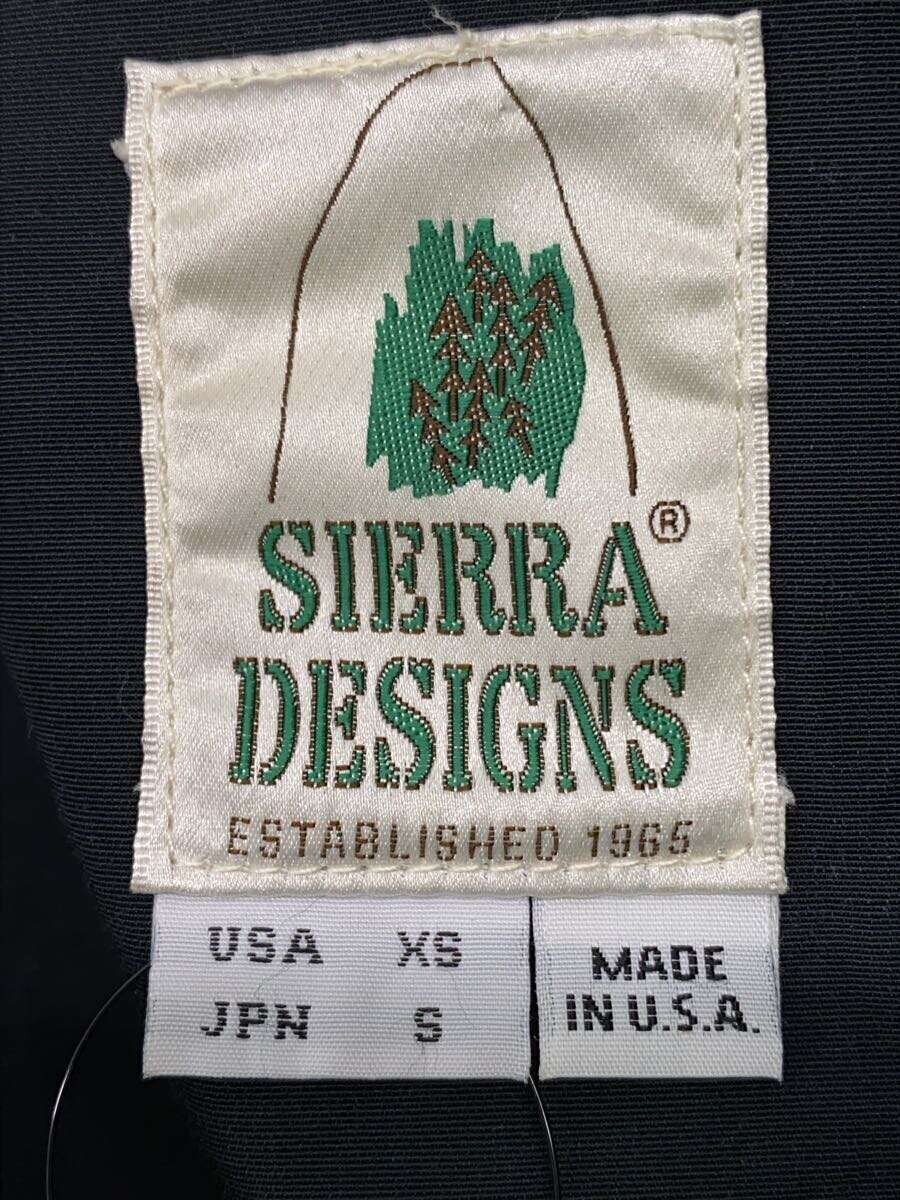 SIERRA®
DESIGNS
ESTABLISHED 1965
USA XS
JPN S
MADE
IN U.S.A.